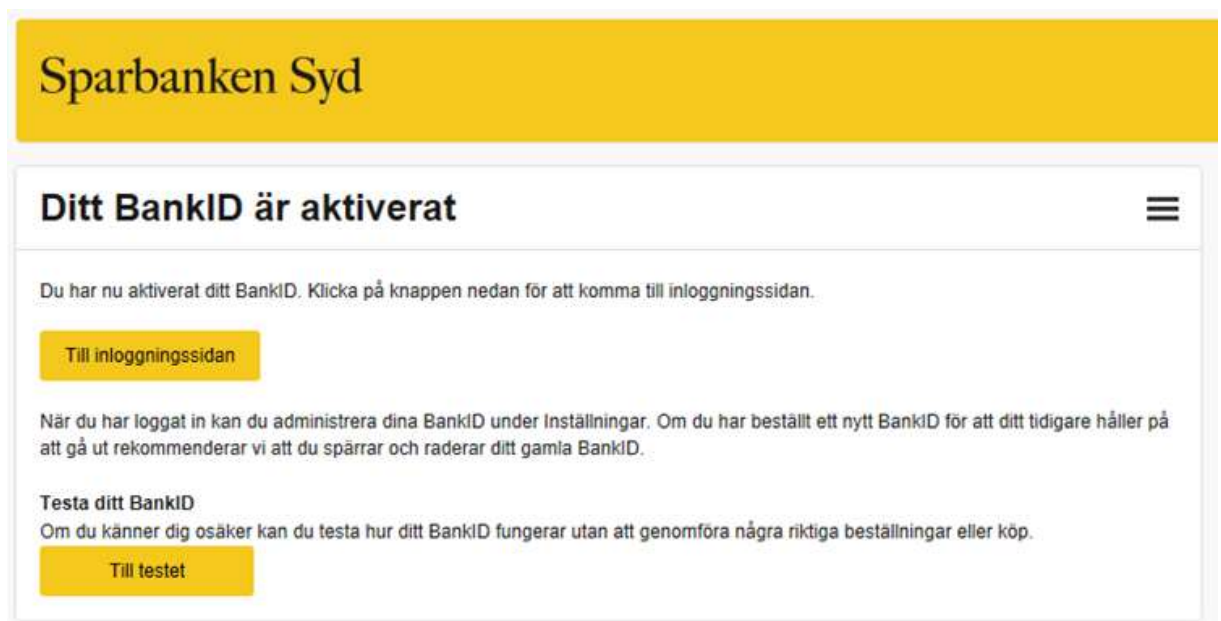 Sparbanken Syd
Ditt BankID är aktiverat
Du har nu aktiverat ditt BankID. Klicka på knappen nedan för att komma till inloggningssidan.
Till inloggningssidan
När du har loggat in kan du administrera dina BankID under Inställningar. Om du har beställt ett nytt BankID för att ditt tidigare håller på
att gå ut rekommenderar vi att du spärrar och raderar ditt gamla BankID.
Testa ditt BankID
Om du känner dig osäker kan du testa hur ditt BankID fungerar utan att genomföra några riktiga beställningar eller köp.
Till testet